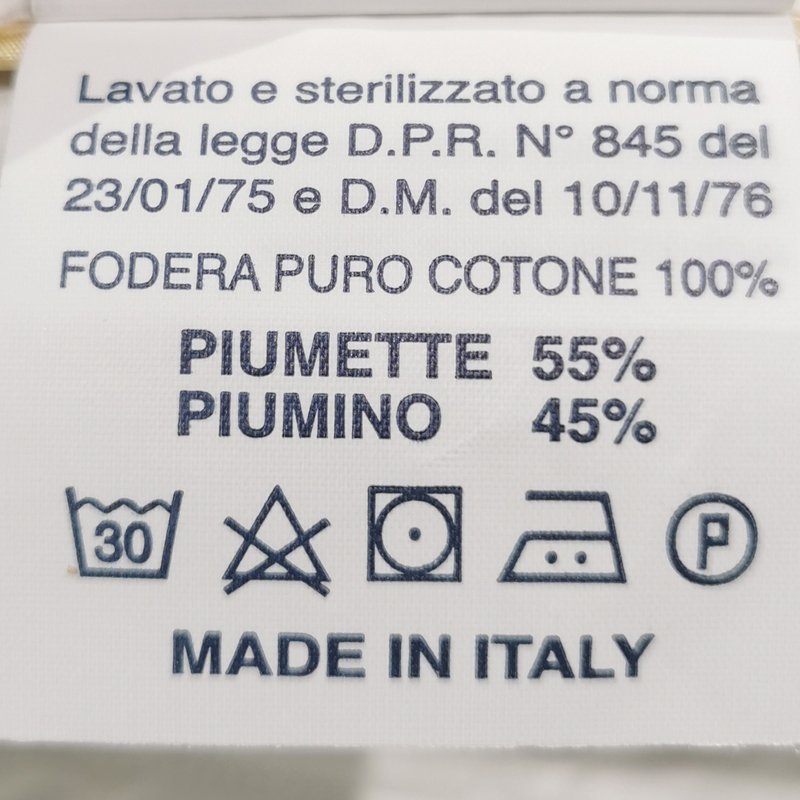 Lavato e sterilizzato a norma
della legge D.P.R. N° 845 del
23/01/75 e D.M. del 10/11/76
FODERA PURO COTONE 100%
PIUMETTE 55%
PIUMINO 45%
30 P
MADE IN ITALY